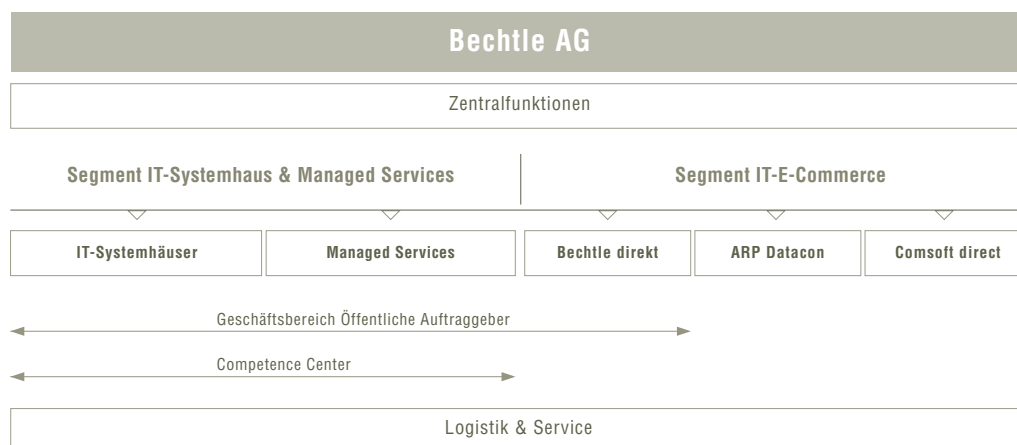 Bechtle AG
Zentralfunktionen
Segment IT-Systemhaus & Managed Services
Segment IT-E-Commerce
IT-Systemhäuser
Managed Services
Bechtle direkt
ARP Datacon
Comsoft direct
Geschäftsbereich Öffentliche Auftraggeber
Competence Center
Logistik & Service